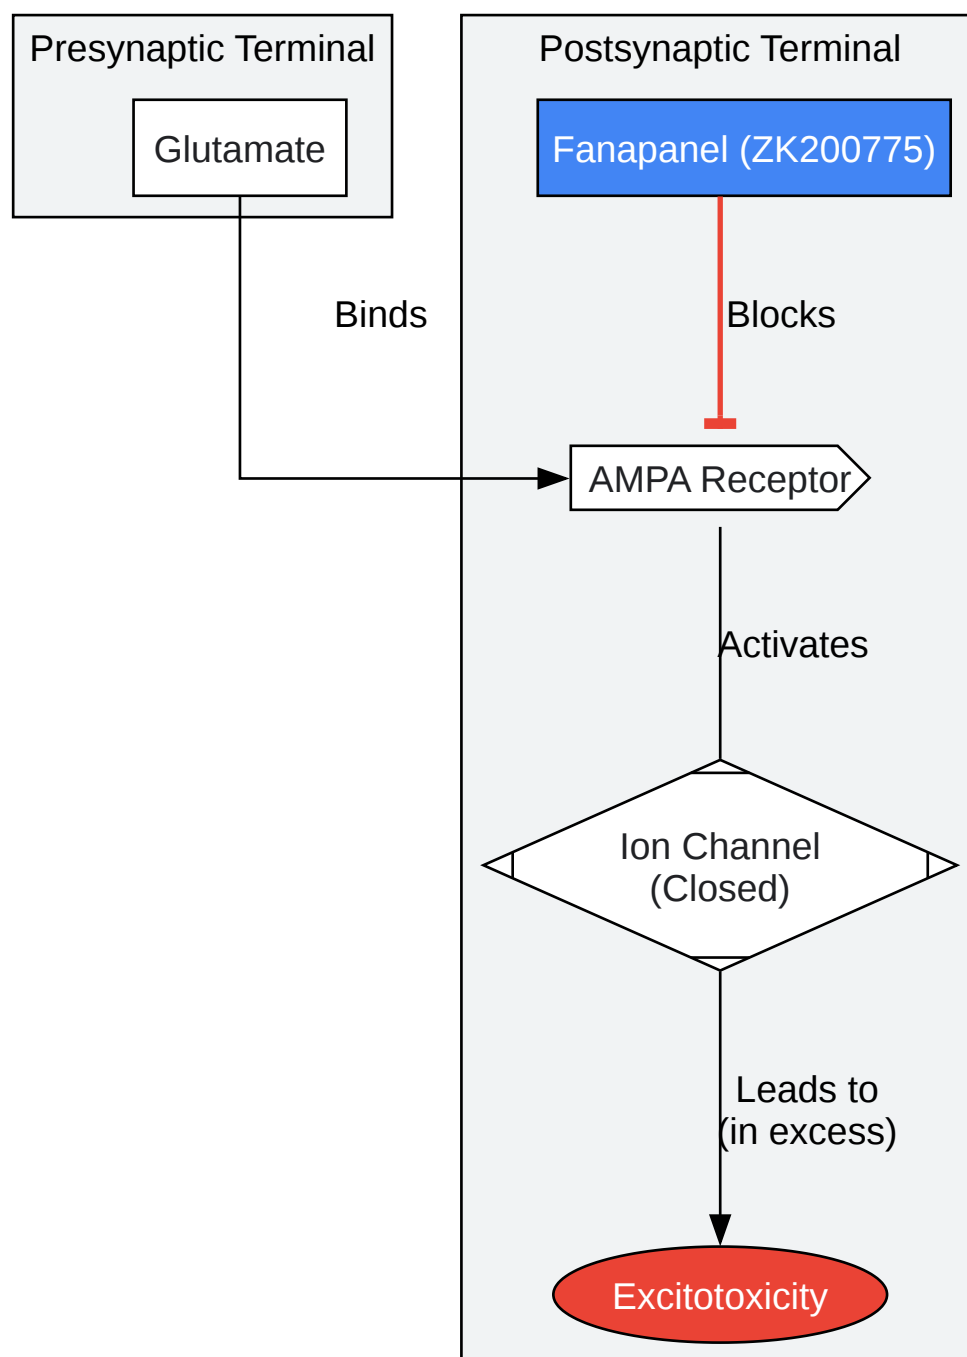 Presynaptic Terminal
Postsynaptic Terminal
Glutamate
Fanapanel (ZK200775)
Binds
Blocks
AMPA Receptor
Activates
Ion Channel
(Closed)
Leads to
(in excess)
Excitotoxicity